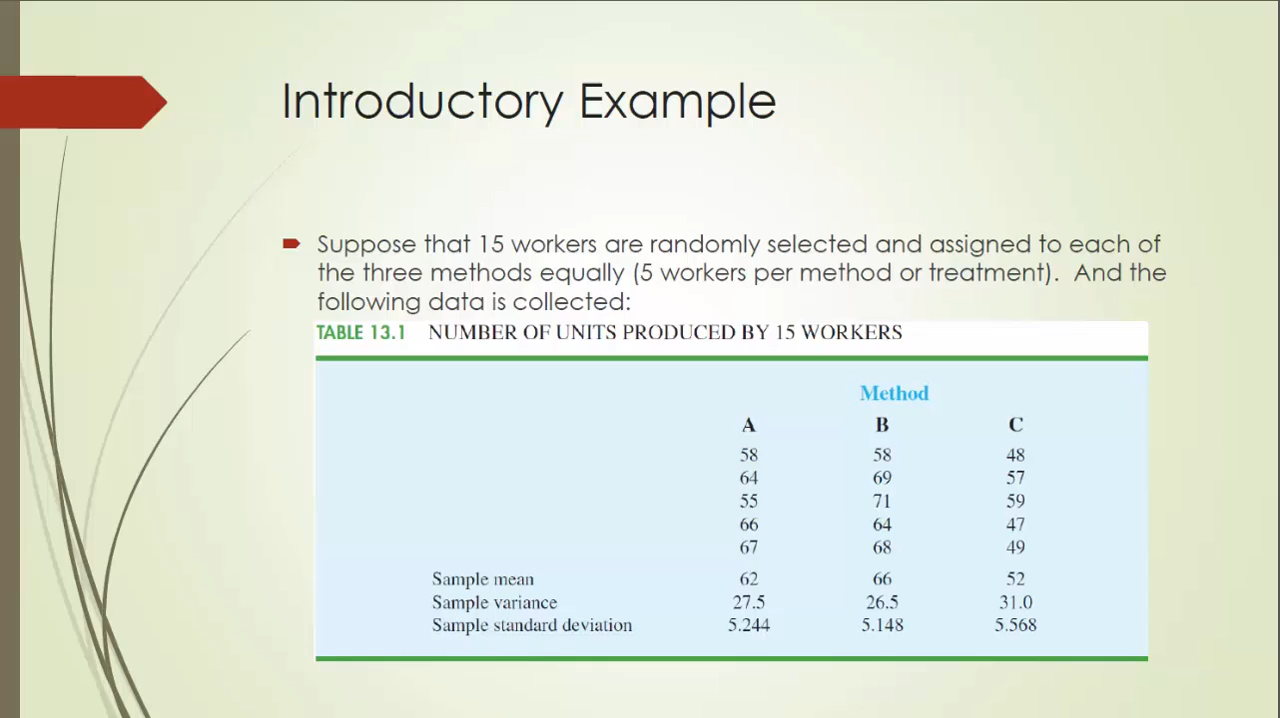 Introductory Example
Suppose that 15 workers are randomly selected and assigned to each of
the three methods equally (5 workers per method or treatment). And the
following data is collected:
TABLE 13.1 NUMBER OF UNITS PRODUCED BY 15 WORKERS
Method
A B C
58 58 48
64 69 57
55 71 59
66 64 47
67 68 49
Sample mean 62 66 52
Sample variance 27.5 26.5 31.0
Sample standard deviation 5.244 5.148 5.568